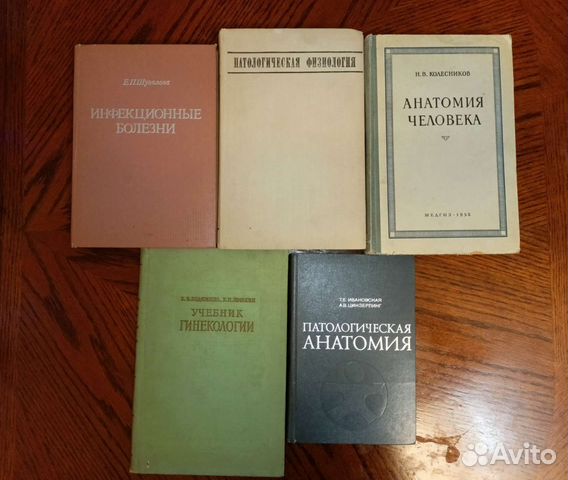 Е.П.Шувалова
ИНФЕКЦИОННЫЕ
БОЛЕЗНИ
ПАТОЛОГИЧЕСКАЯ ФИЗИОЛОГИЯ
Н. В. КОЛЕСНИКОВ
АНАТОМИЯ
ЧЕЛОВЕКА
МЕДГИЗ · 1958
УЧЕБНИК
ГИНЕКОЛОГИИ
Т.Е. ИВАНОВСКАЯ
А.В. ЦИНЗЕРЛИНГ
ПАТОЛОГИЧЕСКАЯ
АНАТОМИЯ
Avito